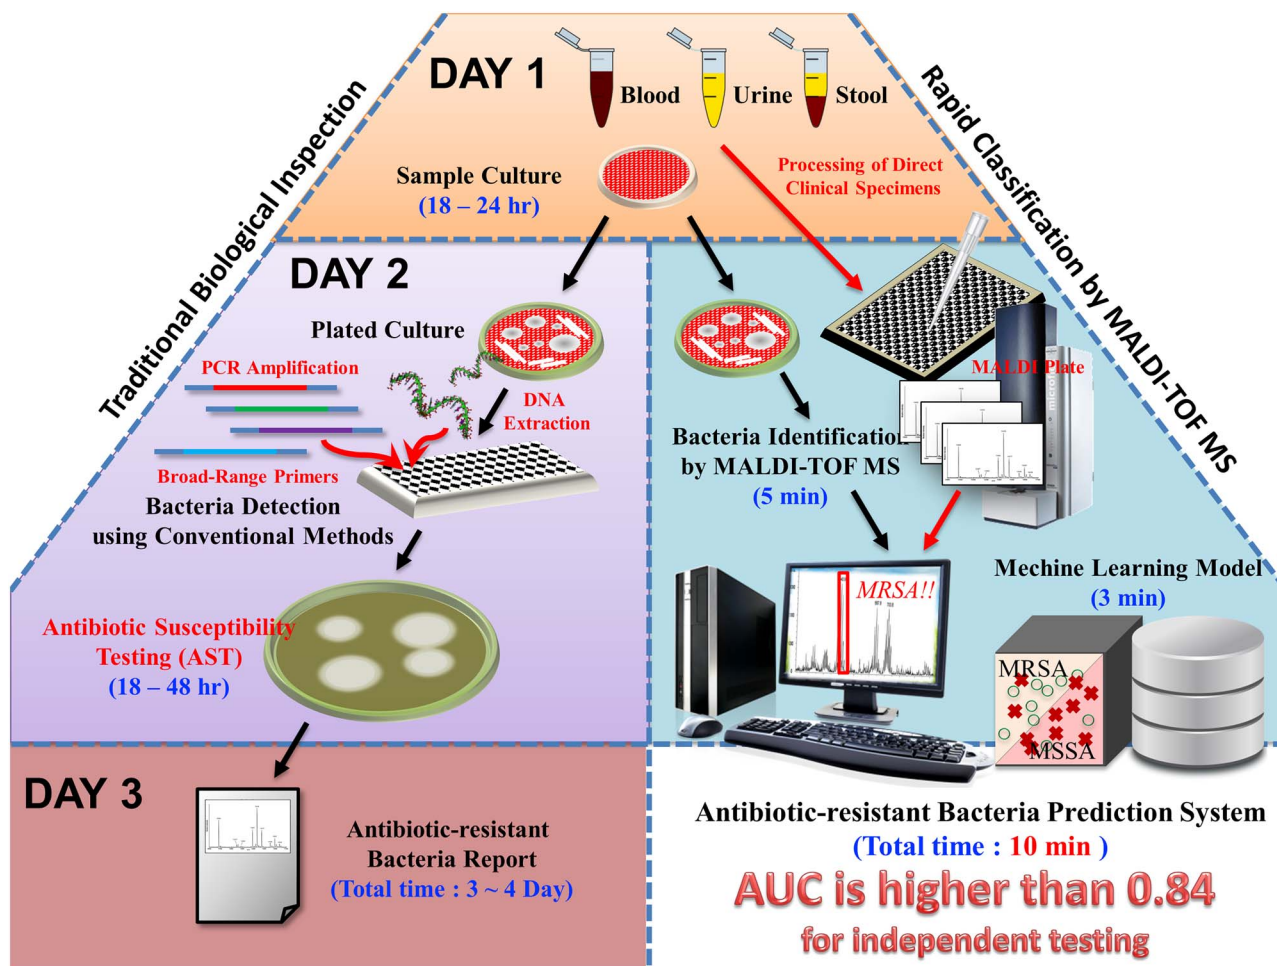 DAY 1
Blood
Urine
Stool
Traditional Biological Inspection
Rapid Classification by MALDI-TOF MS
Sample Culture
(18 – 24 hr)
Processing of Direct
Clinical Specimens
DAY 2
Plated Culture
PCR Amplification
DNA
Extraction
Broad-Range Primers
Bacteria Detection
using Conventional Methods
Antibiotic Susceptibility
Testing (AST)
(18 – 48 hr)
MALDI Plate
Bacteria Identification
by MALDI-TOF MS
(5 min)
MRSA!!
Mechine Learning Model
(3 min)
MRSA
MSSA
DAY 3
Antibiotic-resistant
Bacteria Report
(Total time : 3 ~ 4 Day)
Antibiotic-resistant Bacteria Prediction System
(Total time : 10 min )
AUC is higher than 0.84
for independent testing